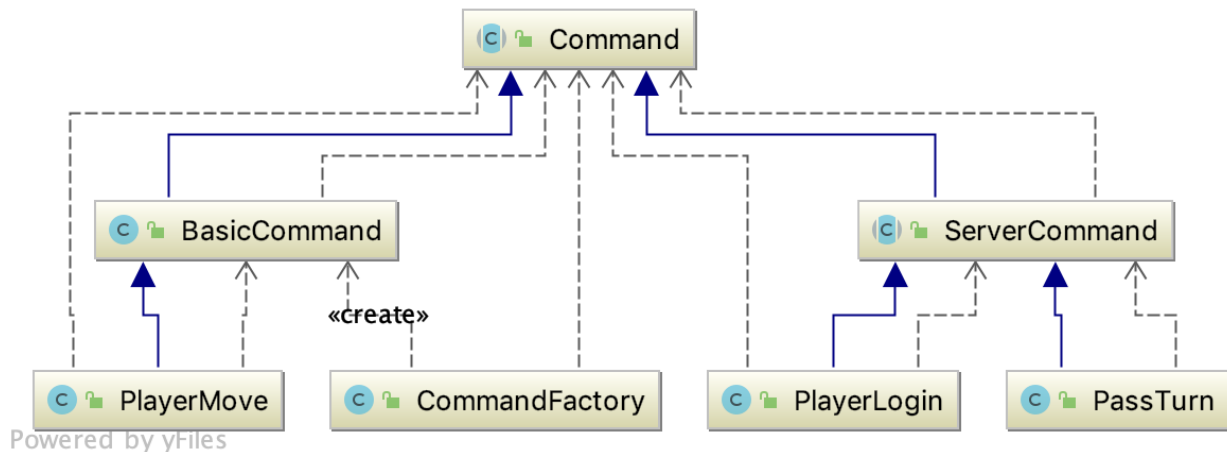 C Command
C BasicCommand
C ServerCommand
«create»
C PlayerMove
C CommandFactory
C PlayerLogin
C PassTurn
Powered by yFiles